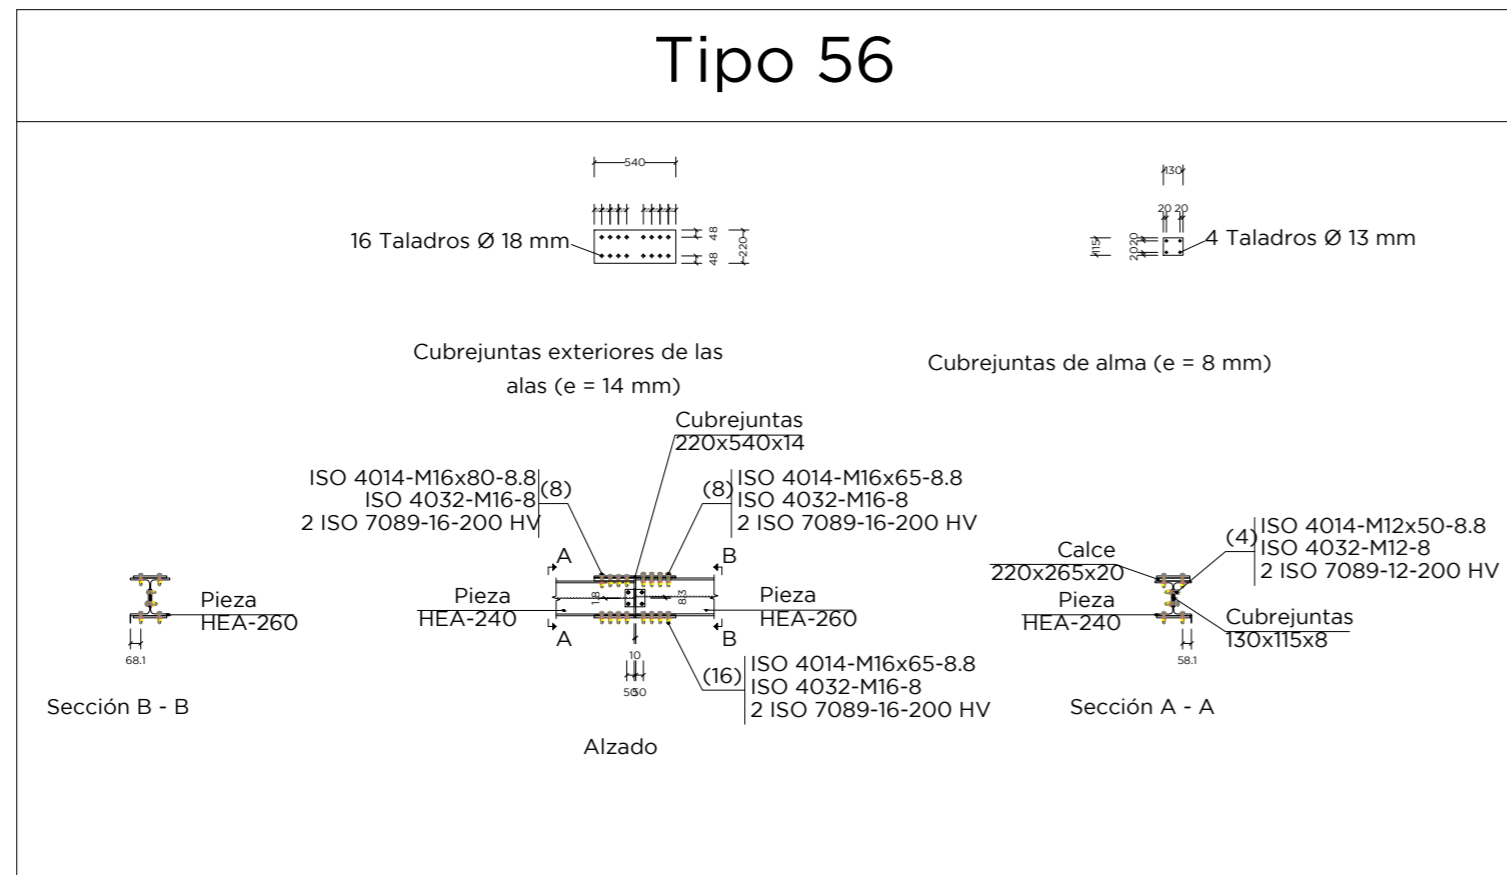 Tipo 56
540
16 Taladros Ø 18 mm
48
48
220
Cubrejuntas exteriores de las
alas (e = 14 mm)
130
20 20
4 Taladros Ø 13 mm
115
20
20
Cubrejuntas de alma (e = 8 mm)
Cubrejuntas
220x540x14
ISO 4014-M16x80-8.8
ISO 4032-M16-8
2 ISO 7089-16-200 HV
(8)
(8)
ISO 4014-M16x65-8.8
ISO 4032-M16-8
2 ISO 7089-16-200 HV
A
B
Pieza
HEA-240
1.8
8.3
Pieza
HEA-260
A
B
10
50
50
(16)
ISO 4014-M16x65-8.8
ISO 4032-M16-8
2 ISO 7089-16-200 HV
Alzado
Pieza
HEA-260
68.1
Sección B - B
Calce
220x265x20
Pieza
HEA-240
(4)
ISO 4014-M12x50-8.8
ISO 4032-M12-8
2 ISO 7089-12-200 HV
Cubrejuntas
130x115x8
58.1
Sección A - A